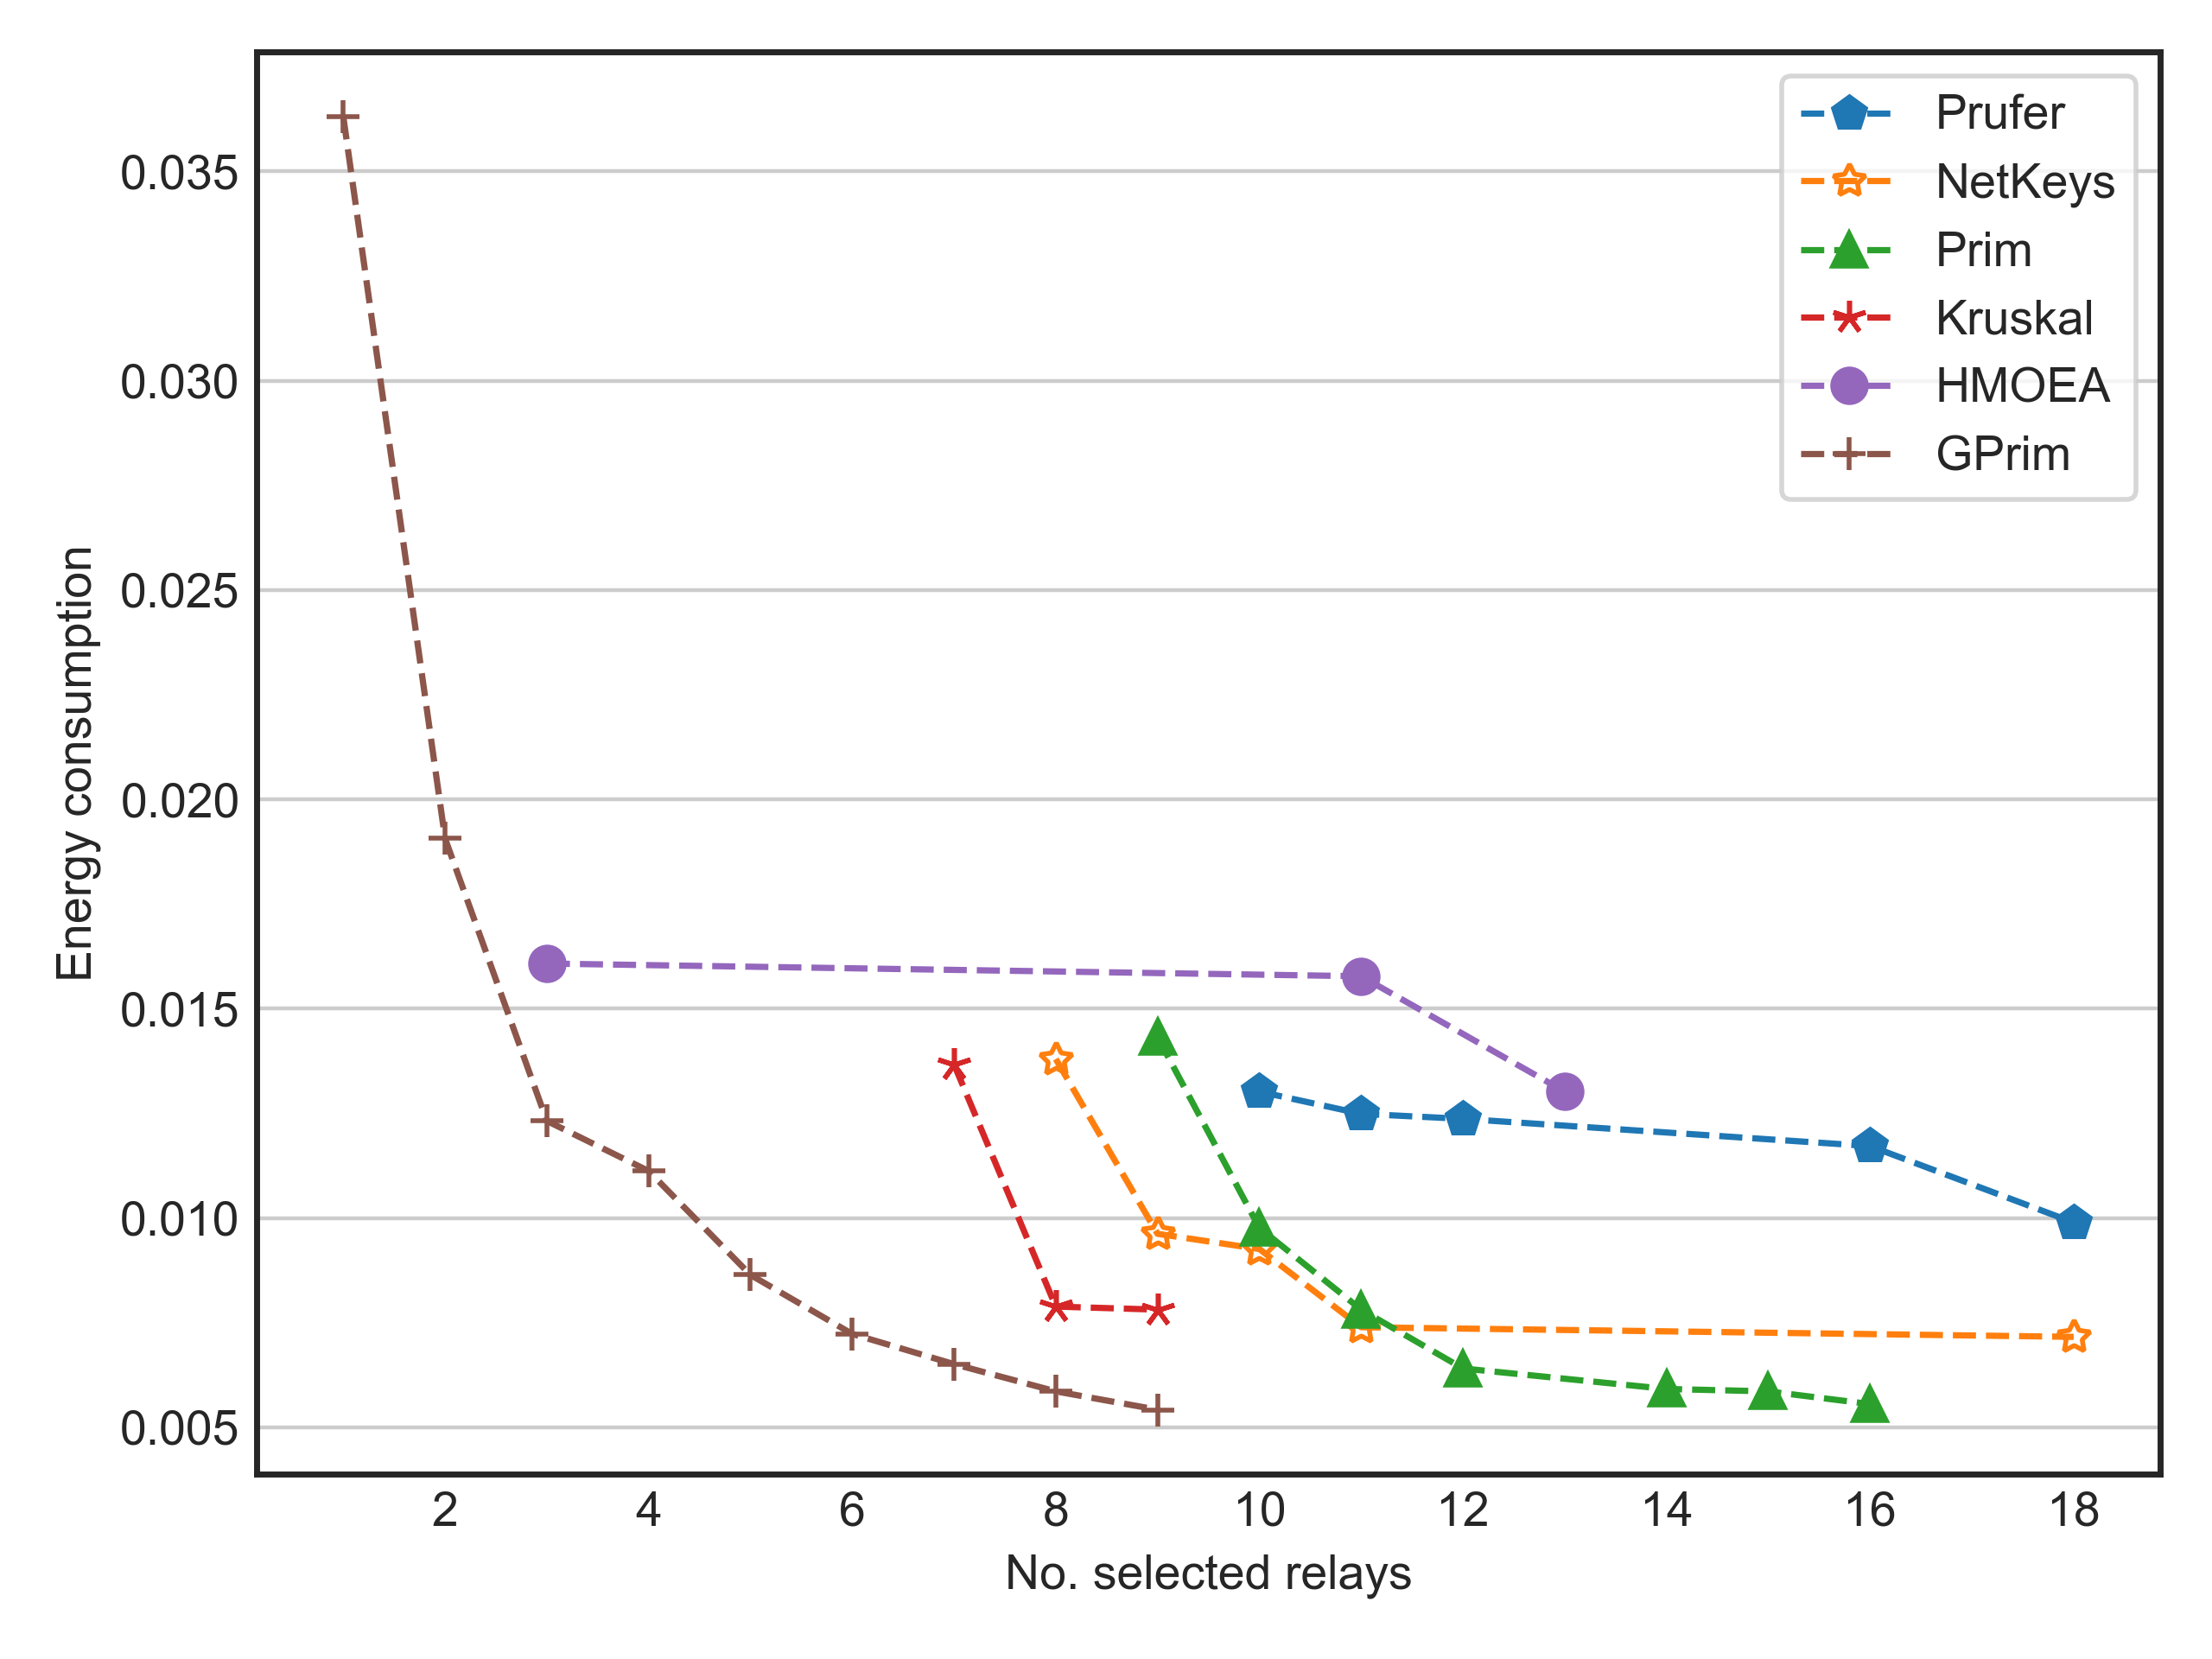 Prufer
NetKeys
Prim
Kruskal
HMOEA
GPrim
Energy consumption
0.035
0.030
0.025
0.020
0.015
0.010
0.005
2 4 6 8 10 12 14 16 18
No. selected relays